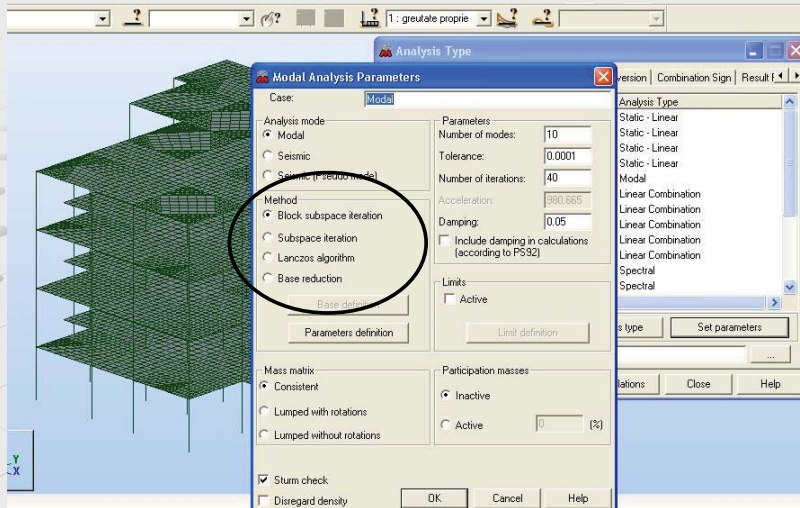 1 : greutate proprie
Analysis Type
Modal Analysis Parameters
version Combination Sign Result F
Case: Modal
Analysis Type
Static - Linear
Static - Linear
Static - Linear
Static - Linear
Modal
Linear Combination
Linear Combination
Linear Combination
Linear Combination
Linear Combination
Spectral
Spectral
Analysis mode
Modal
Seismic
Seismic (Pseudo mode)
Parameters
Number of modes: 10
Tolerance: 0.0001
Number of iterations: 40
Acceleration: 980.665
Damping: 0.05
Include damping in calculations
(according to PS92)
Method
Block subspace iteration
Subspace iteration
Lanczos algorithm
Base reduction
Base definition
Parameters definition
Limits
Active
Limit definition
s type Set parameters
...
lations Close Help
Mass matrix
Consistent
Lumped with rotations
Lumped without rotations
Participation masses
Inactive
Active 0 (%)
Sturm check
Disregard density
OK Cancel Help
Y
X